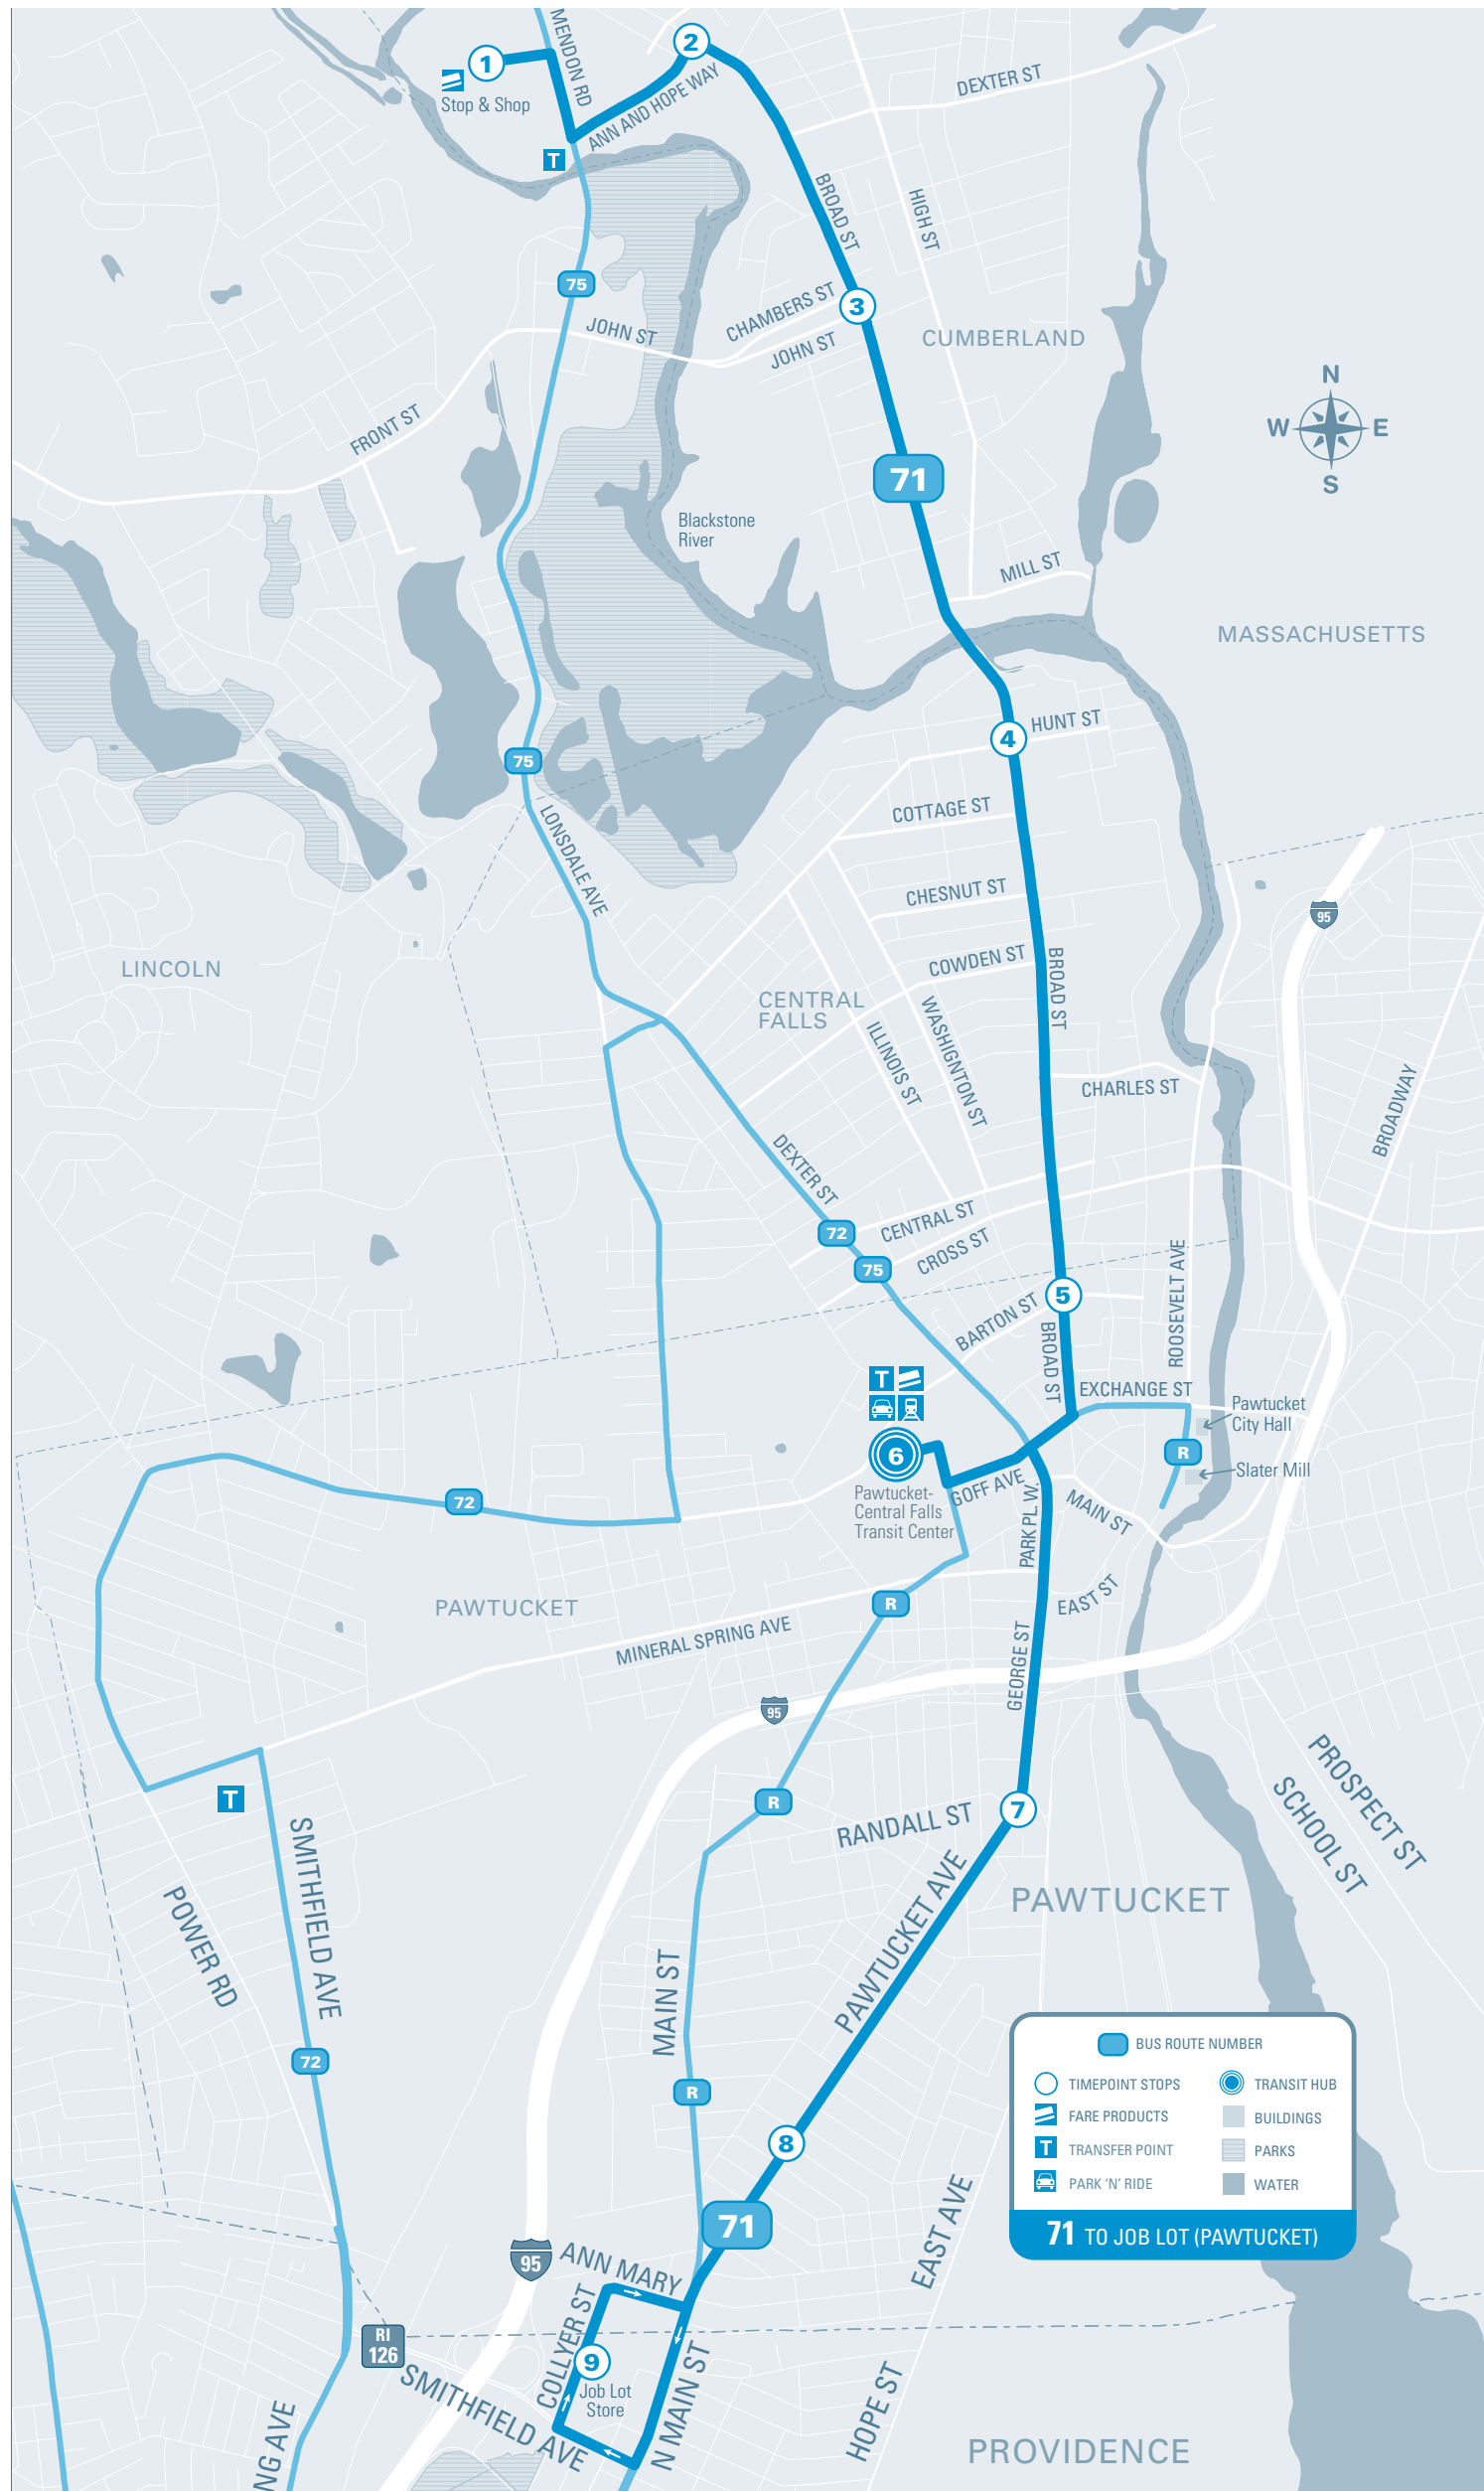 MENDON RD
1
2
Stop & Shop
ANN AND HOPE WAY
DEXTER ST
T
BROAD ST
HIGH ST
75
CHAMBERS ST
3
JOHN ST
JOHN ST
CUMBERLAND
N
W
E
S
FRONT ST
71
Blackstone
River
MILL ST
MASSACHUSETTS
HUNT ST
4
75
COTTAGE ST
LONSDALE AVE
CHESNUT ST
95
COWDEN ST
BROAD ST
LINCOLN
CENTRAL
FALLS
ILLINOIS ST
WASHIGNTON ST
CHARLES ST
BROADWAY
DEXTER ST
72
CENTRAL ST
75
CROSS ST
ROOSEVELT AVE
5
BARTON ST
BROAD ST
T
EXCHANGE ST
Pawtucket
City Hall
6
R
Slater Mill
Pawtucket-
Central Falls
Transit Center
GOFF AVE
PARK PL W.
MAIN ST
72
PAWTUCKET
R
EAST ST
MINERAL SPRING AVE
GEORGE ST
95
PROSPECT ST
SCHOOL ST
T
R
7
RANDALL ST
SMITHFIELD AVE
POWER RD
PAWTUCKET AVE
PAWTUCKET
MAIN ST
72
R
BUS ROUTE NUMBER
TIMEPOINT STOPS
TRANSIT HUB
FARE PRODUCTS
BUILDINGS
T
TRANSFER POINT
PARKS
PARK 'N' RIDE
WATER
71 TO JOB LOT (PAWTUCKET)
8
71
EAST AVE
95
ANN MARY
COLLYER ST
RI
126
9
Job Lot
Store
SMITHFIELD AVE
N MAIN ST
HOPE ST
NG AVE
PROVIDENCE